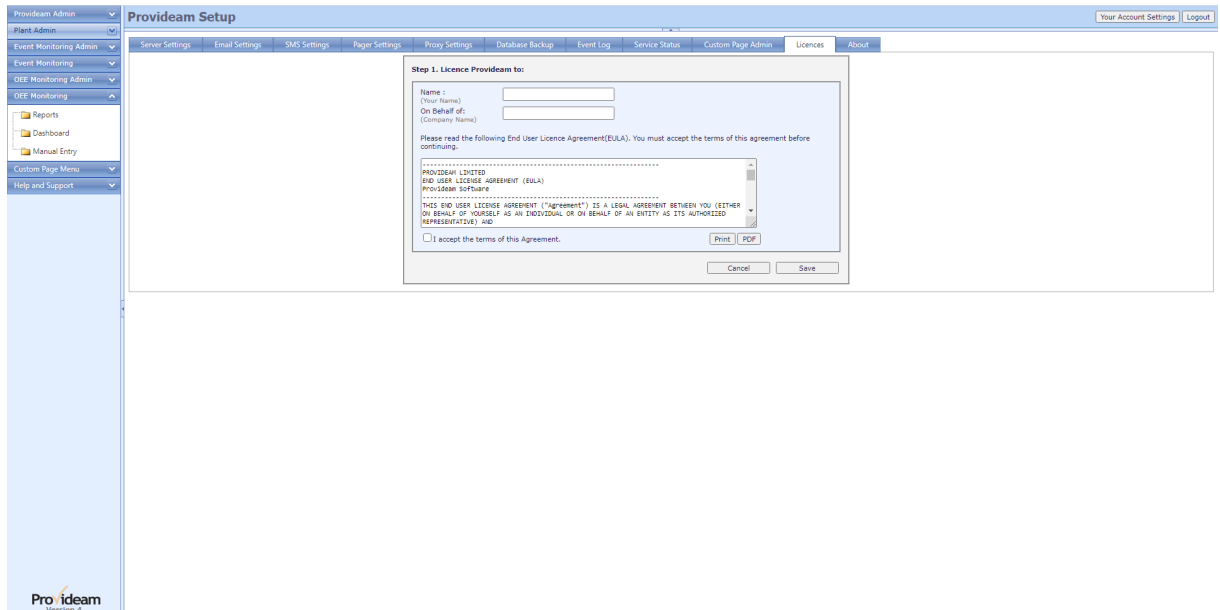 Provideam Admin
Plant Admin
Event Monitoring Admin
Event Monitoring
OEE Monitoring Admin
OEE Monitoring
Reports
Dashboard
Manual Entry
Custom Page Menu
Help and Support
Provideam Setup
Your Account Settings Logout
Server Settings Email Settings SMS Settings Pager Settings Proxy Settings Database Backup Event Log Service Status Custom Page Admin Licences About
Step 1. Licence Provideam to:
Name :
(Your Name)
On Behalf of:
(Company Name)
Please read the following End User Licence Agreement(EULA). You must accept the terms of this agreement before
continuing.
----------------------------------------------------------------
PROVIDEAM LIMITED
END USER LICENSE AGREEMENT (EULA)
Provideam Software
----------------------------------------------------------------
THIS END USER LICENSE AGREEMENT ("Agreement") IS A LEGAL AGREEMENT BETWEEN YOU (EITHER
ON BEHALF OF YOURSELF AS AN INDIVIDUAL OR ON BEHALF OF AN ENTITY AS ITS AUTHORIZED
REPRESENTATIVE) AND
I accept the terms of this Agreement.
Print PDF
Cancel Save
Provideam
Version 4